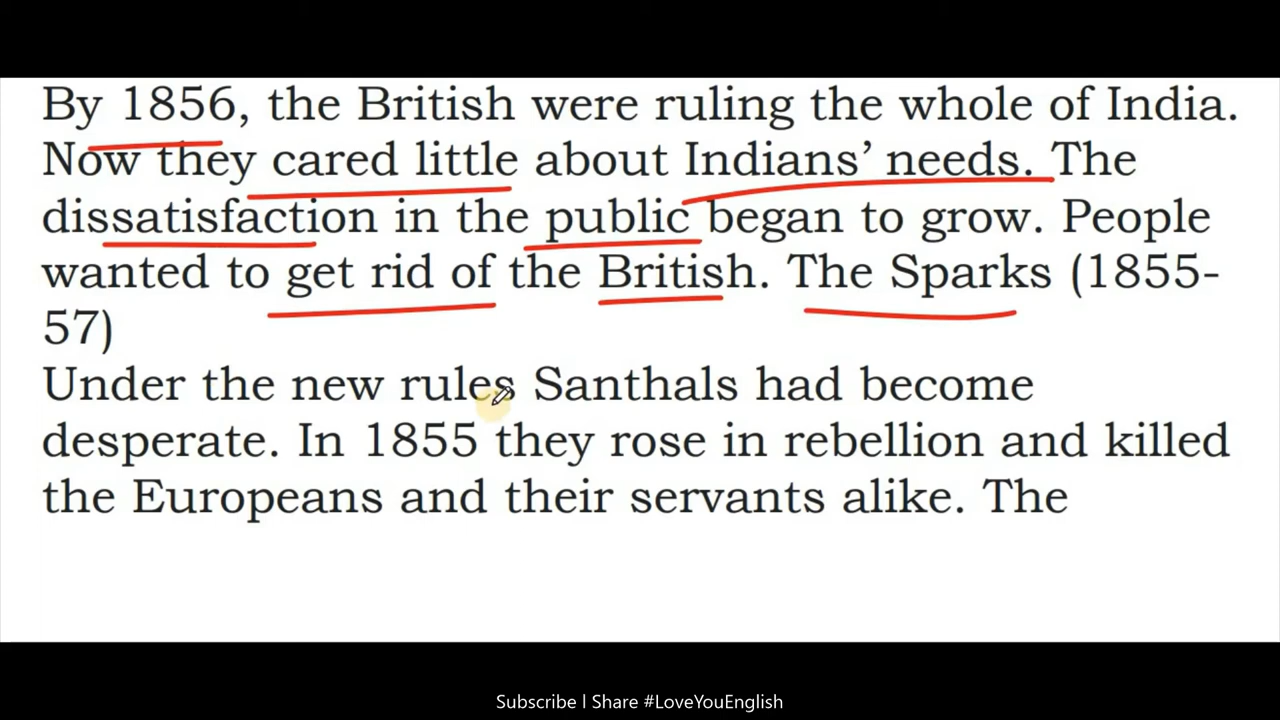 By 1856, the British were ruling the whole of India.
Now they cared little about Indians’ needs. The
dissatisfaction in the public began to grow. People
wanted to get rid of the British. The Sparks (1855-
57)
Under the new rules Santhals had become
desperate. In 1855 they rose in rebellion and killed
the Europeans and their servants alike. The
Subscribe | Share #LoveYouEnglish